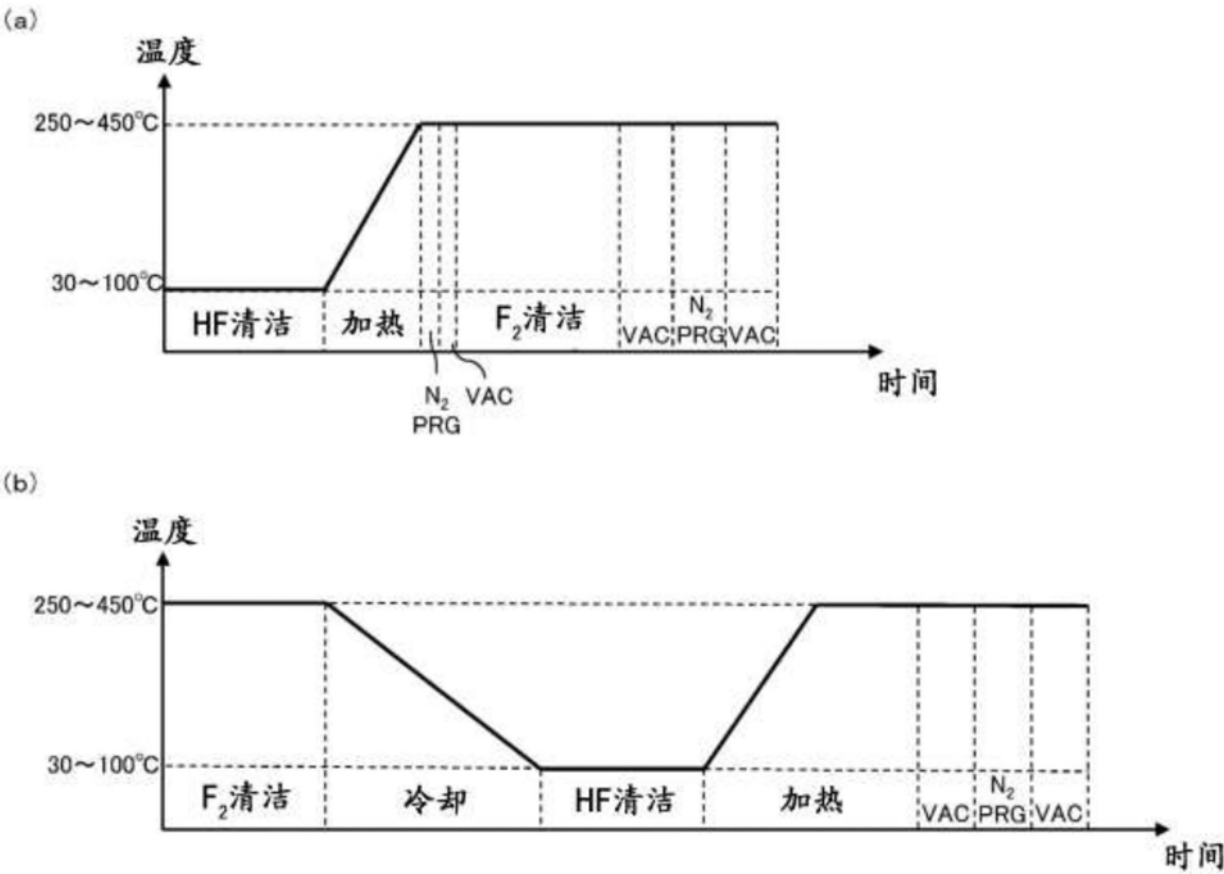 (a)
温度
250～450℃
30～100℃
HF清洁
加热
F₂清洁
VAC
N₂
PRG
VAC
时间
N₂
PRG
VAC
(b)
温度
250～450℃
30～100℃
F₂清洁
冷却
HF清洁
加热
VAC
N₂
PRG
VAC
时间